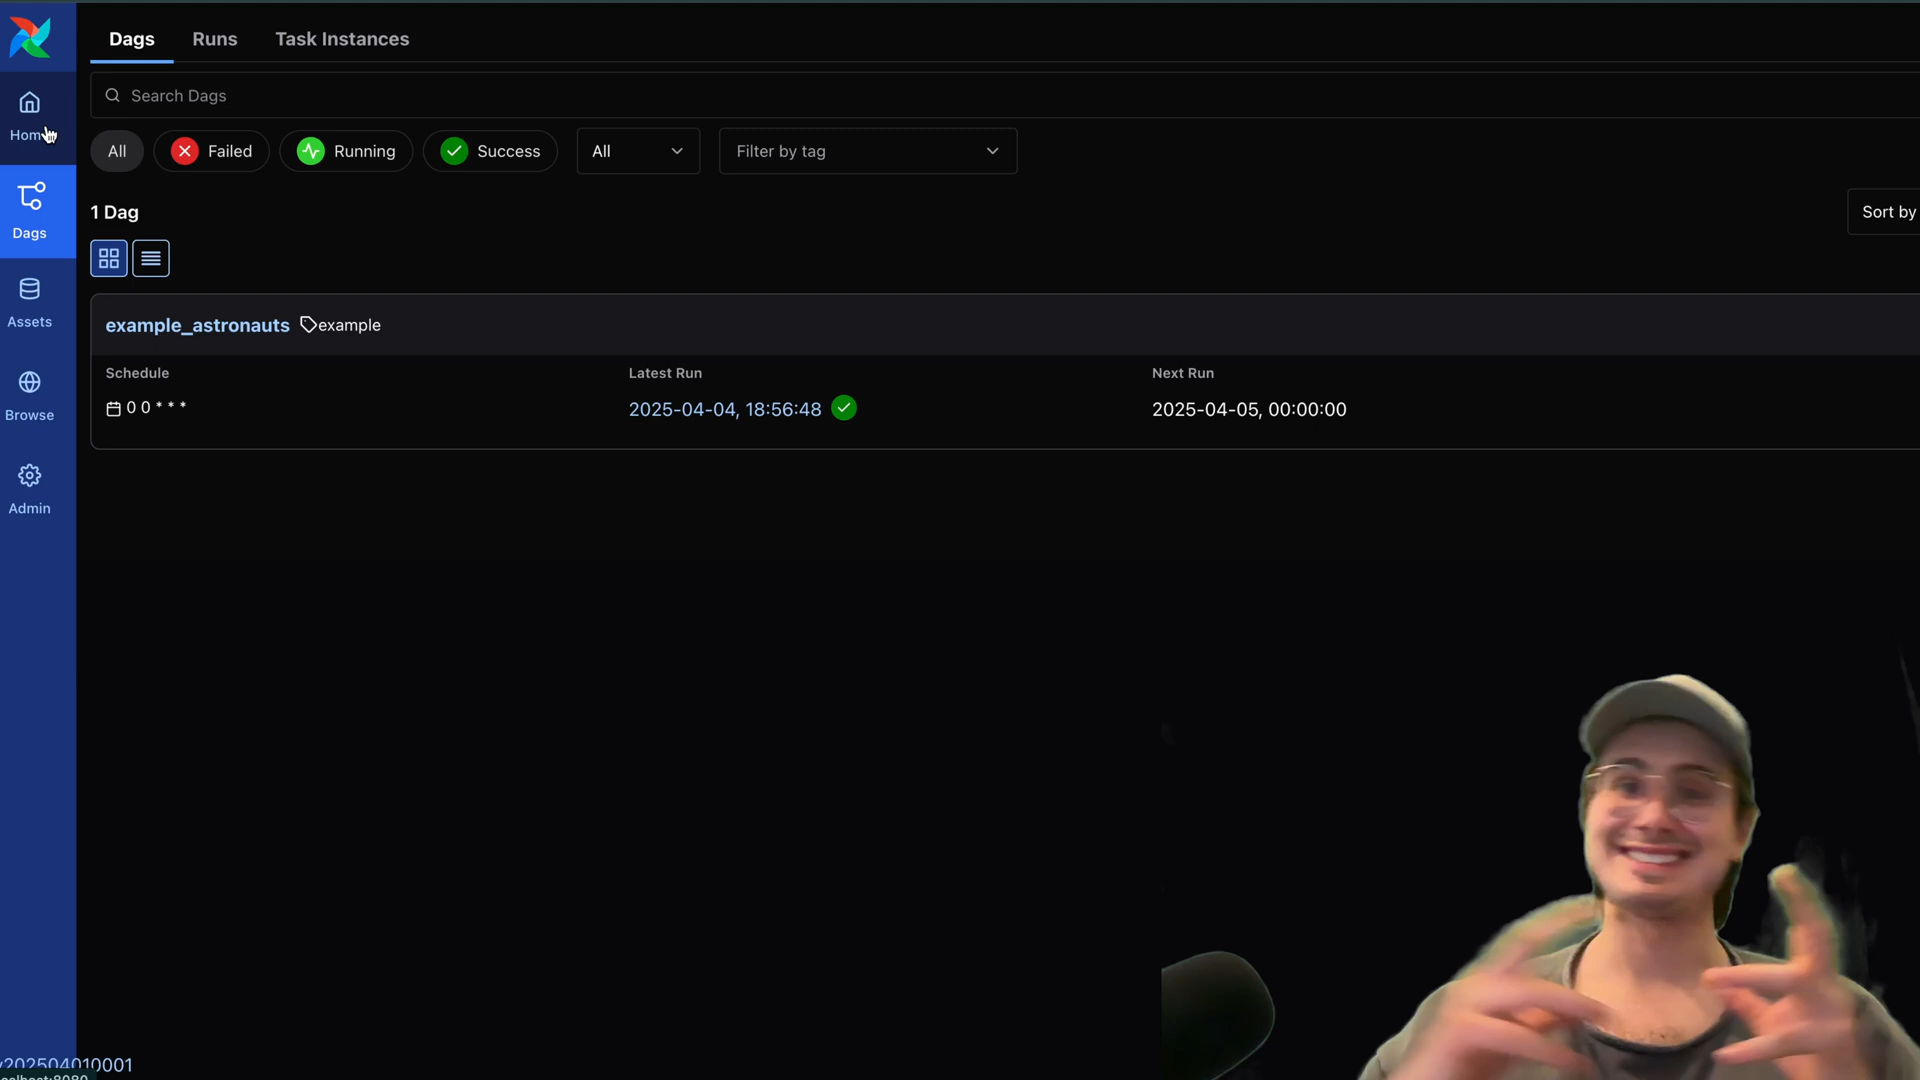 Dags Runs Task Instances
Search Dags
Home
All Failed Running Success All Filter by tag
Dags
1 Dag
Sort by
Assets
example_astronauts example
Schedule Latest Run Next Run
0 0 * * * 2025-04-04, 18:56:48 2025-04-05, 00:00:00
Browse
Admin
v202504010001